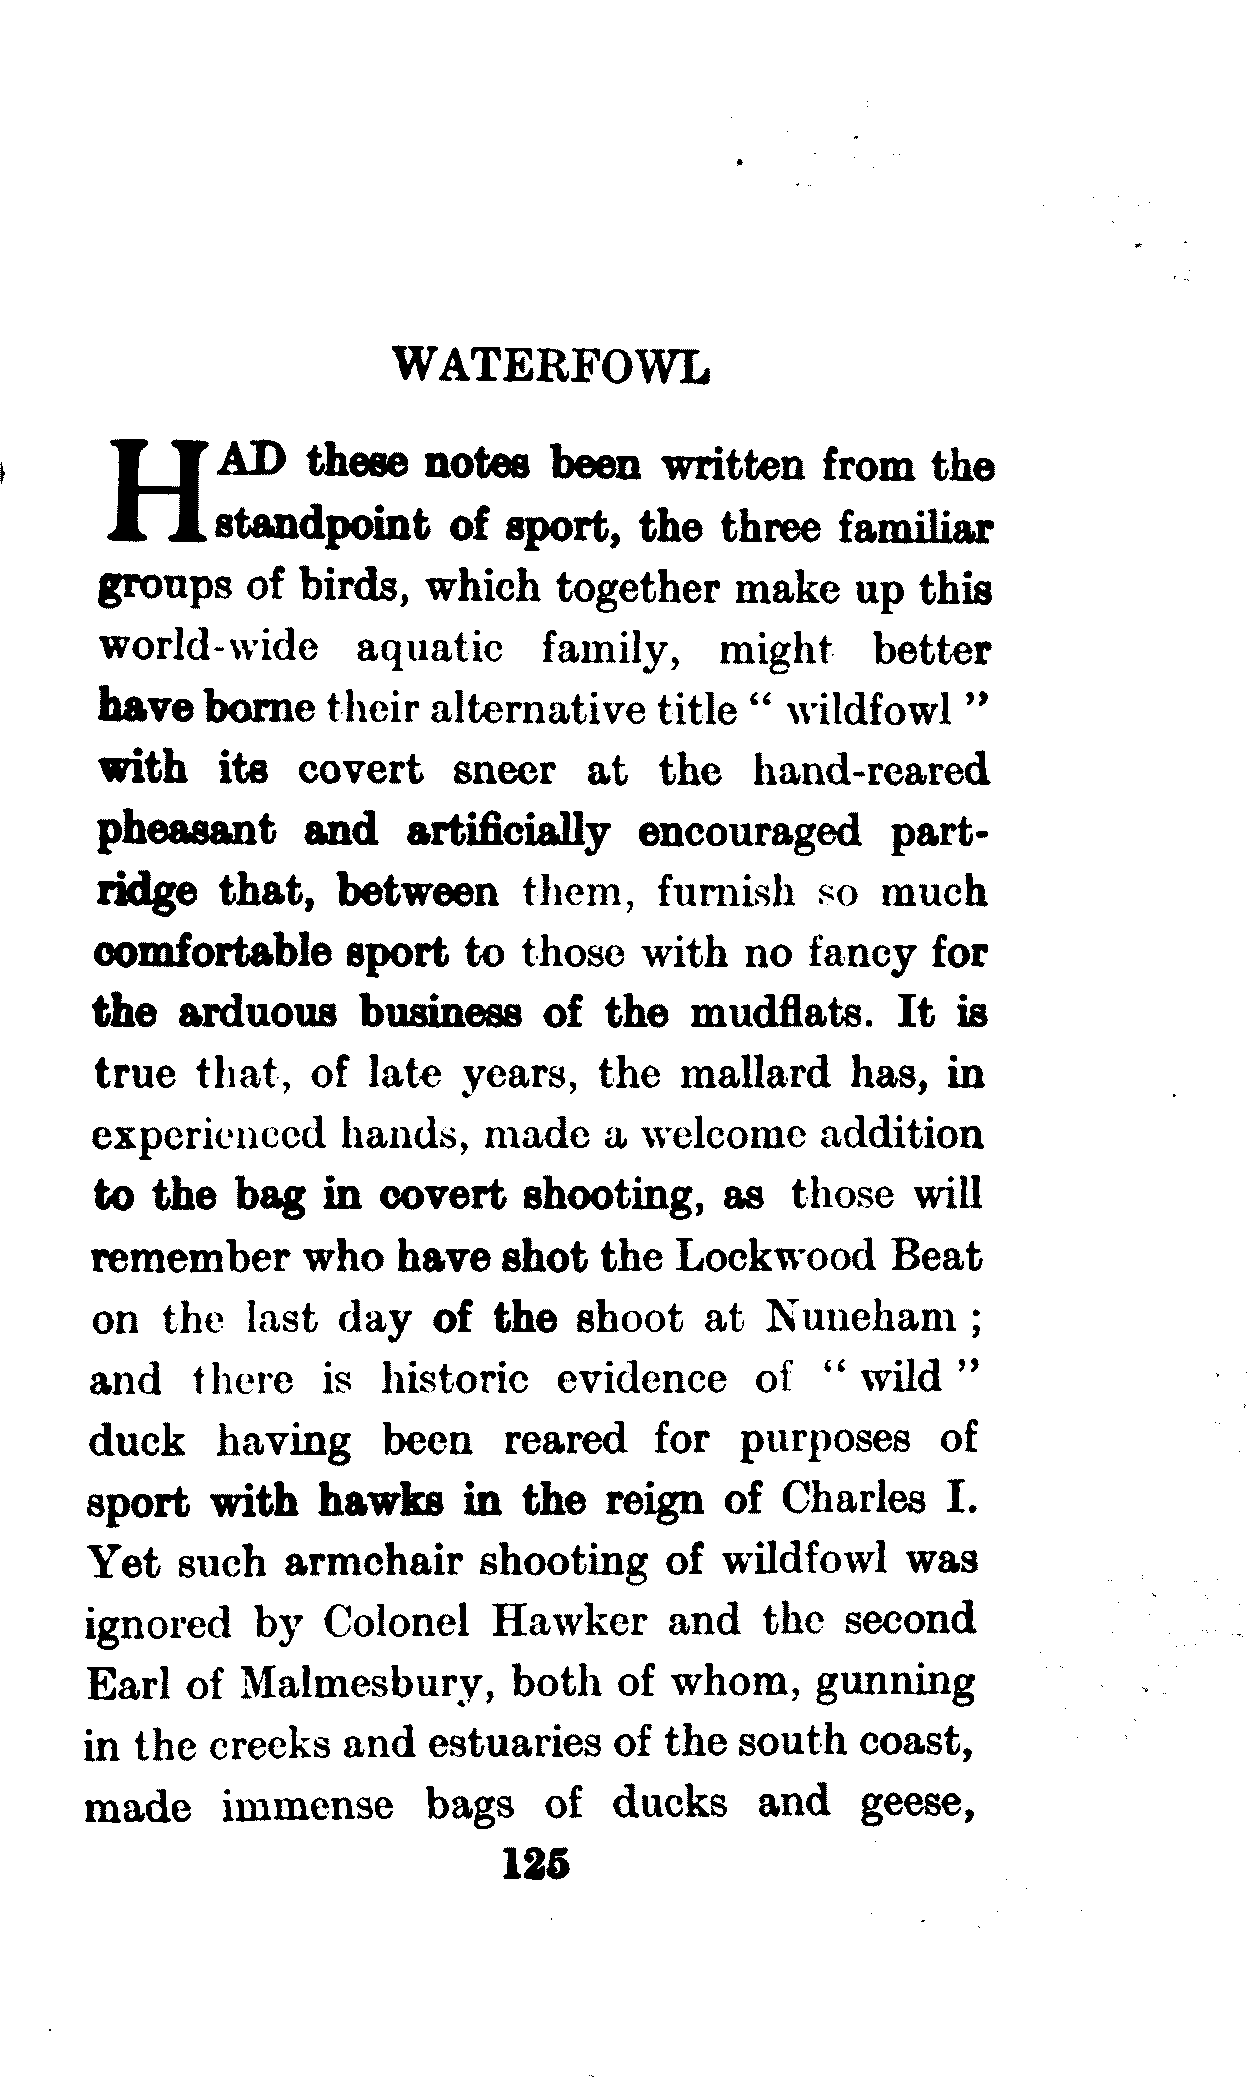 WATERFOWL
HAD these notes been written from the
standpoint of sport, the three familiar
groups of birds, which together make up this
world-wide aquatic family, might better
have borne their alternative title “ wildfowl ”
with its covert sneer at the hand-reared
pheasant and artificially encouraged part-
ridge that, between them, furnish so much
comfortable sport to those with no fancy for
the arduous business of the mudflats. It is
true that, of late years, the mallard has, in
experienced hands, made a welcome addition
to the bag in covert shooting, as those will
remember who have shot the Lockwood Beat
on the last day of the shoot at Nuneham ;
and there is historic evidence of “ wild ”
duck having been reared for purposes of
sport with hawks in the reign of Charles I.
Yet such armchair shooting of wildfowl was
ignored by Colonel Hawker and the second
Earl of Malmesbury, both of whom, gunning
in the creeks and estuaries of the south coast,
made immense bags of ducks and geese,
125